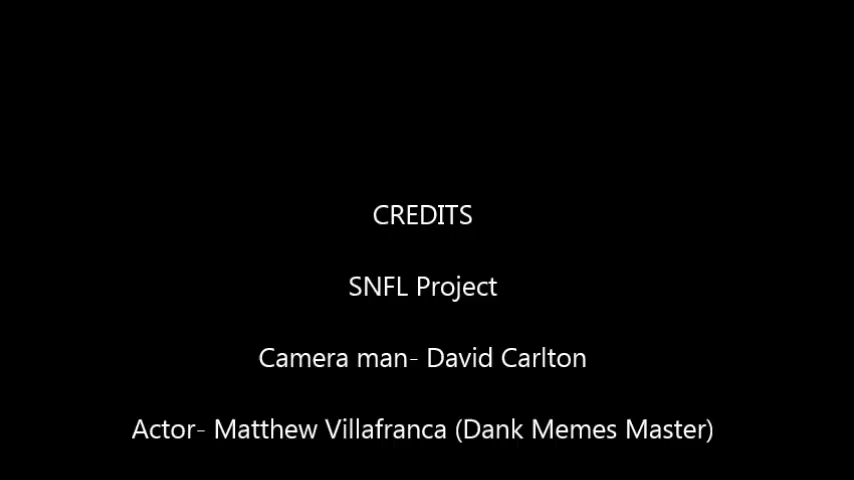 CREDITS
SNFL Project
Camera man- David Carlton
Actor- Matthew Villafranca (Dank Memes Master)